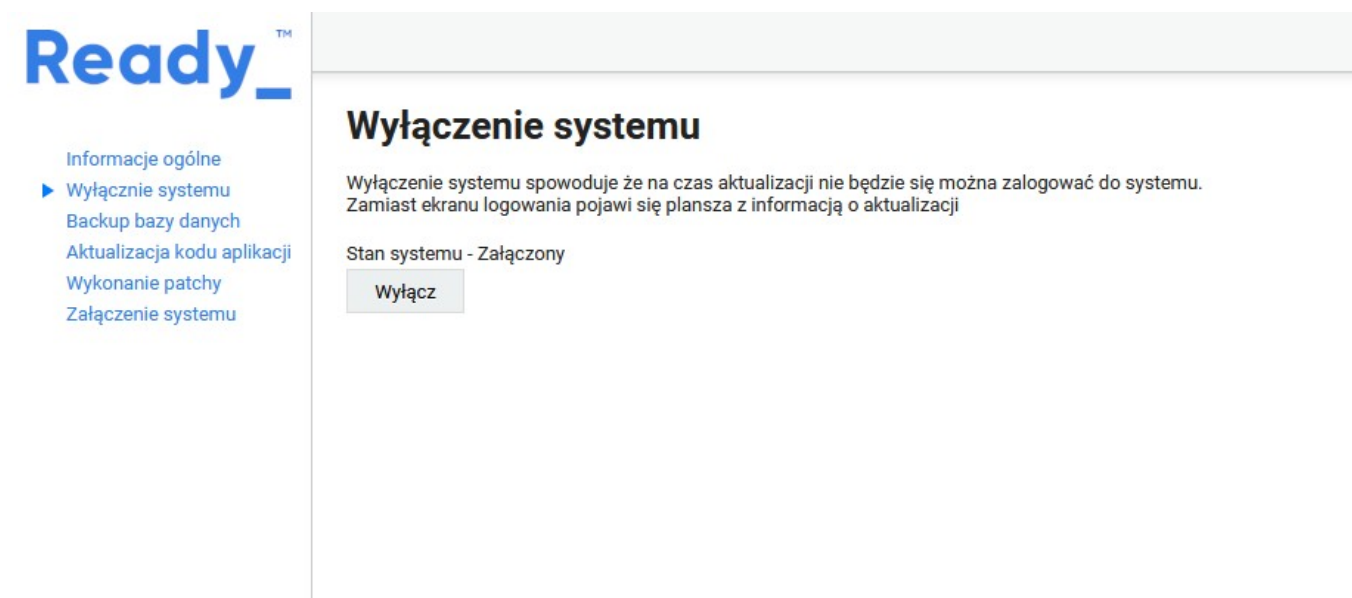 Ready_™
Informacje ogólne
Wyłącznie systemu
Backup bazy danych
Aktualizacja kodu aplikacji
Wykonanie patchy
Załączenie systemu
Wyłączenie systemu
Wyłączenie systemu spowoduje że na czas aktualizacji nie będzie się można zalogować do systemu.
Zamiast ekranu logowania pojawi się plansza z informacją o aktualizacji
Stan systemu - Załączony
Wyłącz